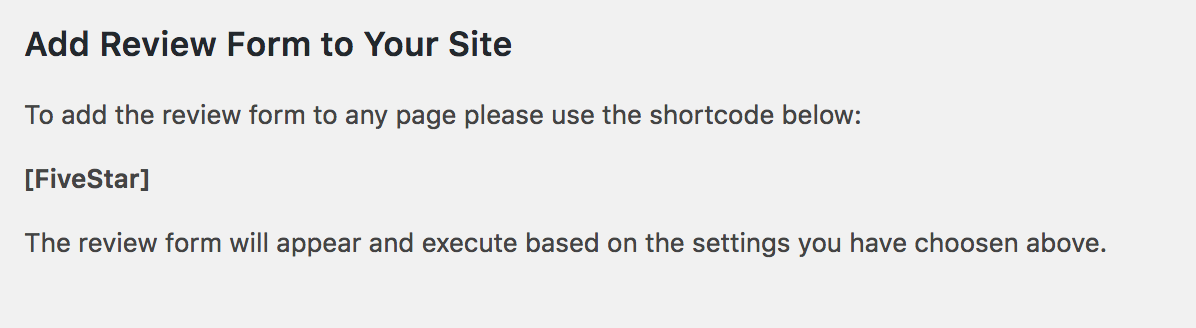 Add Review Form to Your Site
To add the review form to any page please use the shortcode below:
[FiveStar]
The review form will appear and execute based on the settings you have choosen above.